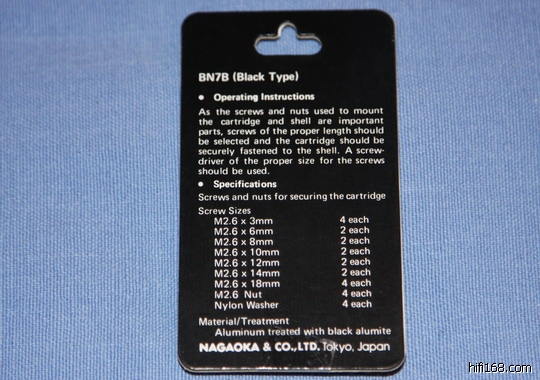 BN7B (Black Type)
● Operating Instructions
As the screws and nuts used to mount
the cartridge and shell are important
parts, screws of the proper length should
be selected and the cartridge should be
securely fastened to the shell. A screw-
driver of the proper size for the screws
should be used.
● Specifications
Screws and nuts for securing the cartridge
Screw Sizes
M2.6 x 3mm 4 each
M2.6 x 6mm 2 each
M2.6 x 8mm 2 each
M2.6 x 10mm 2 each
M2.6 x 12mm 2 each
M2.6 x 14mm 2 each
M2.6 x 18mm 4 each
M2.6 Nut 4 each
Nylon Washer 4 each
Material/Treatment
Aluminum treated with black alumite
NAGAOKA & CO., LTD. Tokyo, Japan
hifi168.com